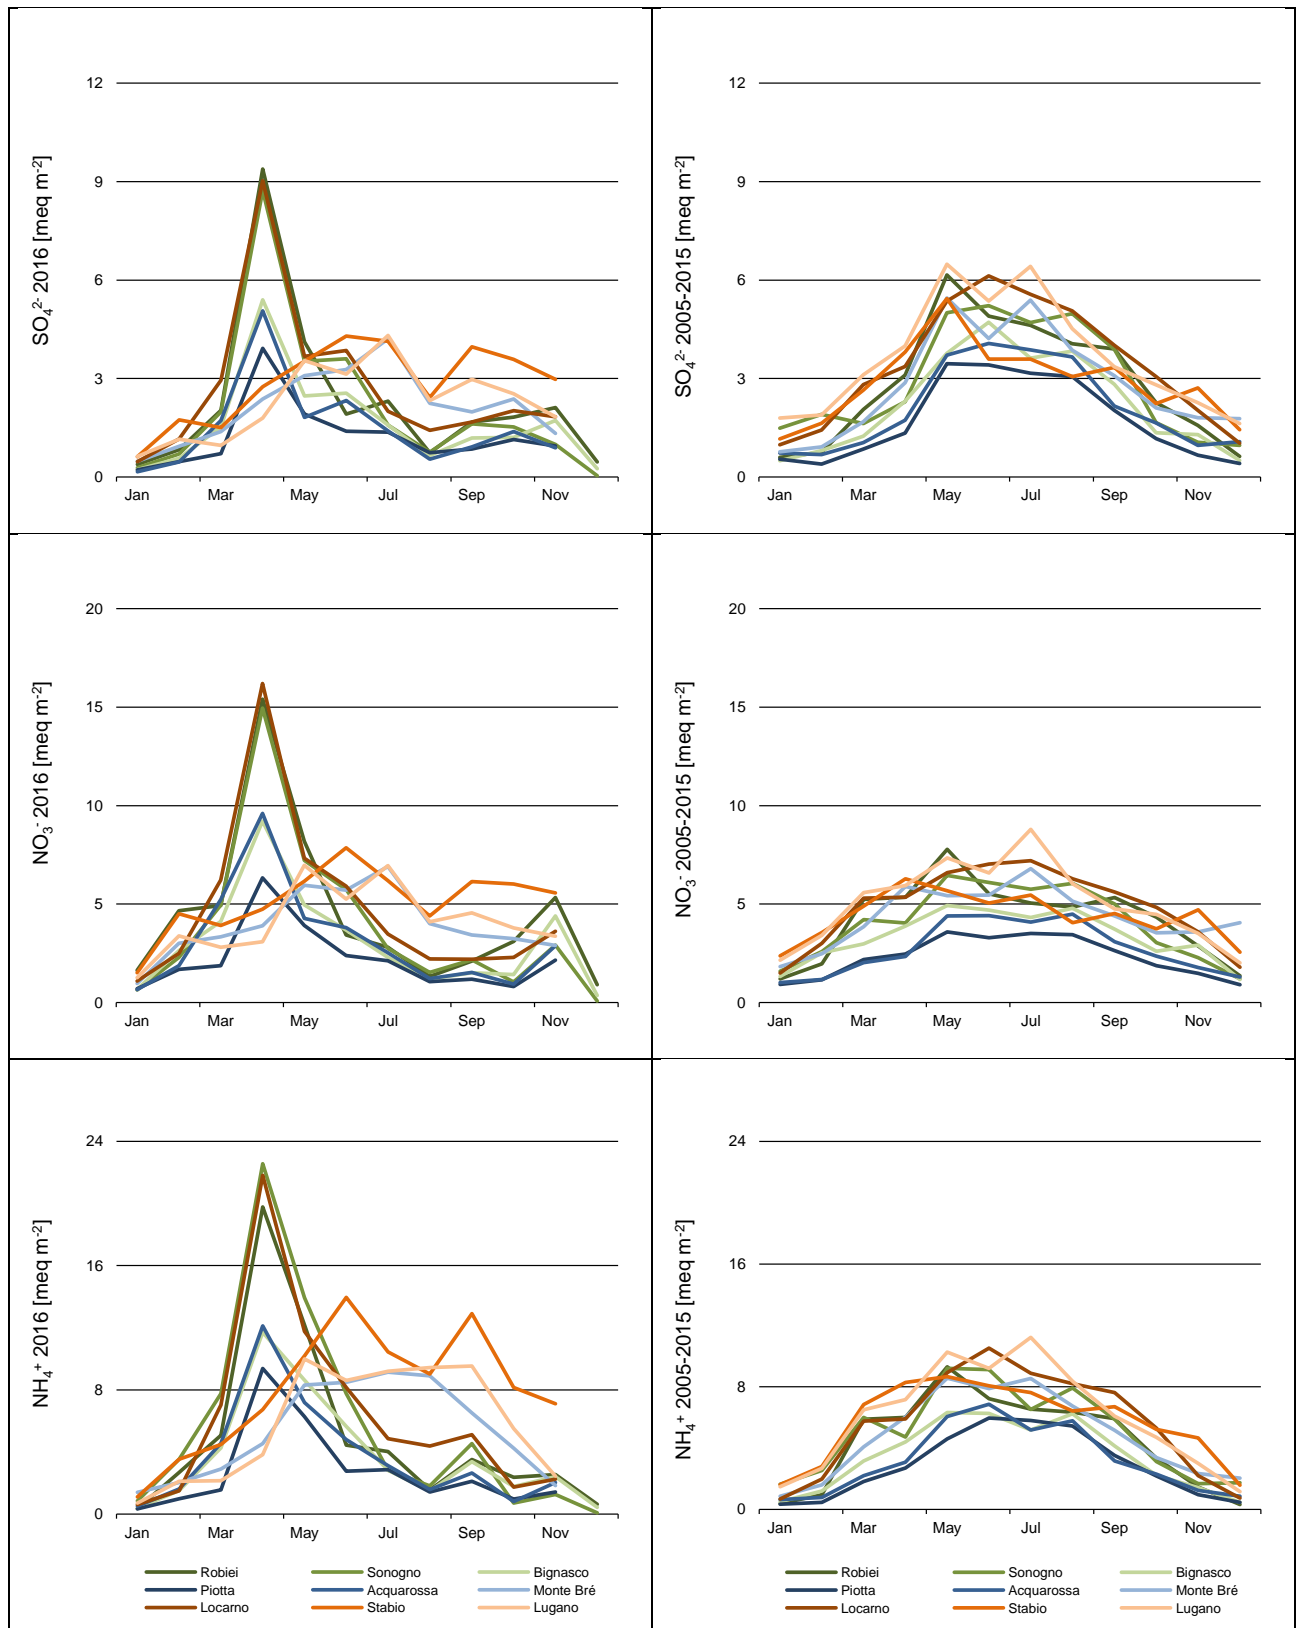 12
9
6
3
0
SO₄²⁻ 2016 [meq m⁻²]
Jan Mar May Jul Sep Nov
12
9
6
3
0
SO₄²⁻ 2005-2015 [meq m⁻²]
Jan Mar May Jul Sep Nov
20
15
10
5
0
NO₃⁻ 2016 [meq m⁻²]
Jan Mar May Jul Sep Nov
20
15
10
5
0
NO₃⁻ 2005-2015 [meq m⁻²]
Jan Mar May Jul Sep Nov
24
16
8
0
NH₄⁺ 2016 [meq m⁻²]
Jan Mar May Jul Sep Nov
Robiei Sonogno Bignasco
Piotta Acquarossa Monte Bré
Locarno Stabio Lugano
24
16
8
0
NH₄⁺ 2005-2015 [meq m⁻²]
Jan Mar May Jul Sep Nov
Robiei Sonogno Bignasco
Piotta Acquarossa Monte Bré
Locarno Stabio Lugano